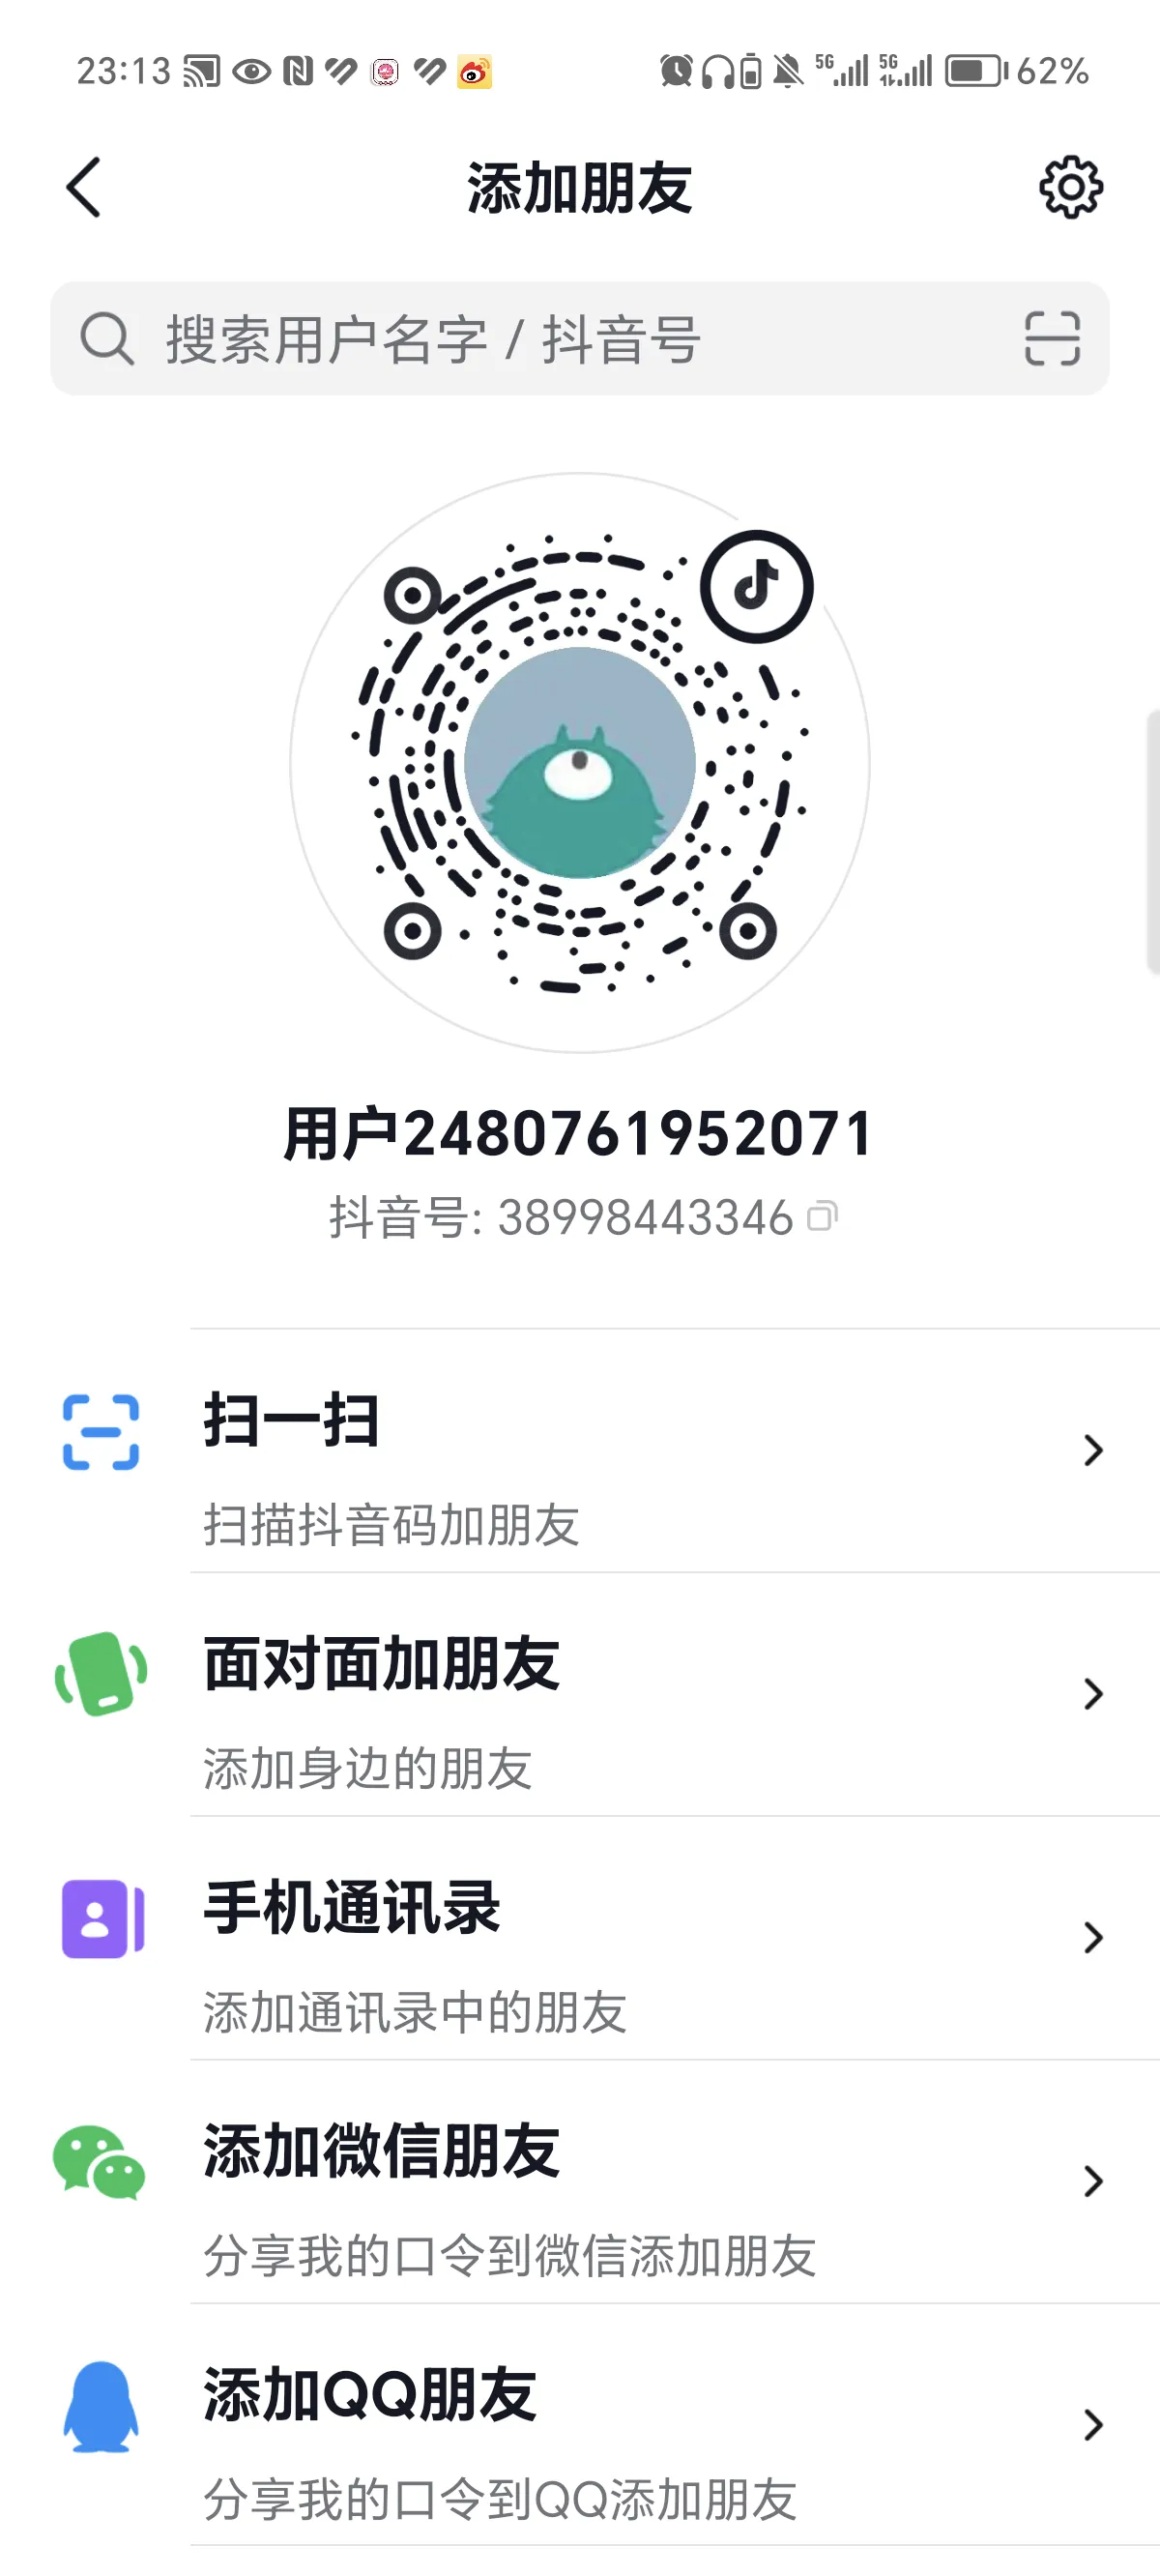 23:13 5G 5G 62%
添加朋友
搜索用户名字 / 抖音号
用户2480761952071
抖音号: 38998443346
扫一扫
扫描抖音码加朋友
面对面加朋友
添加身边的朋友
手机通讯录
添加通讯录中的朋友
添加微信朋友
分享我的口令到微信添加朋友
添加QQ朋友
分享我的口令到QQ添加朋友